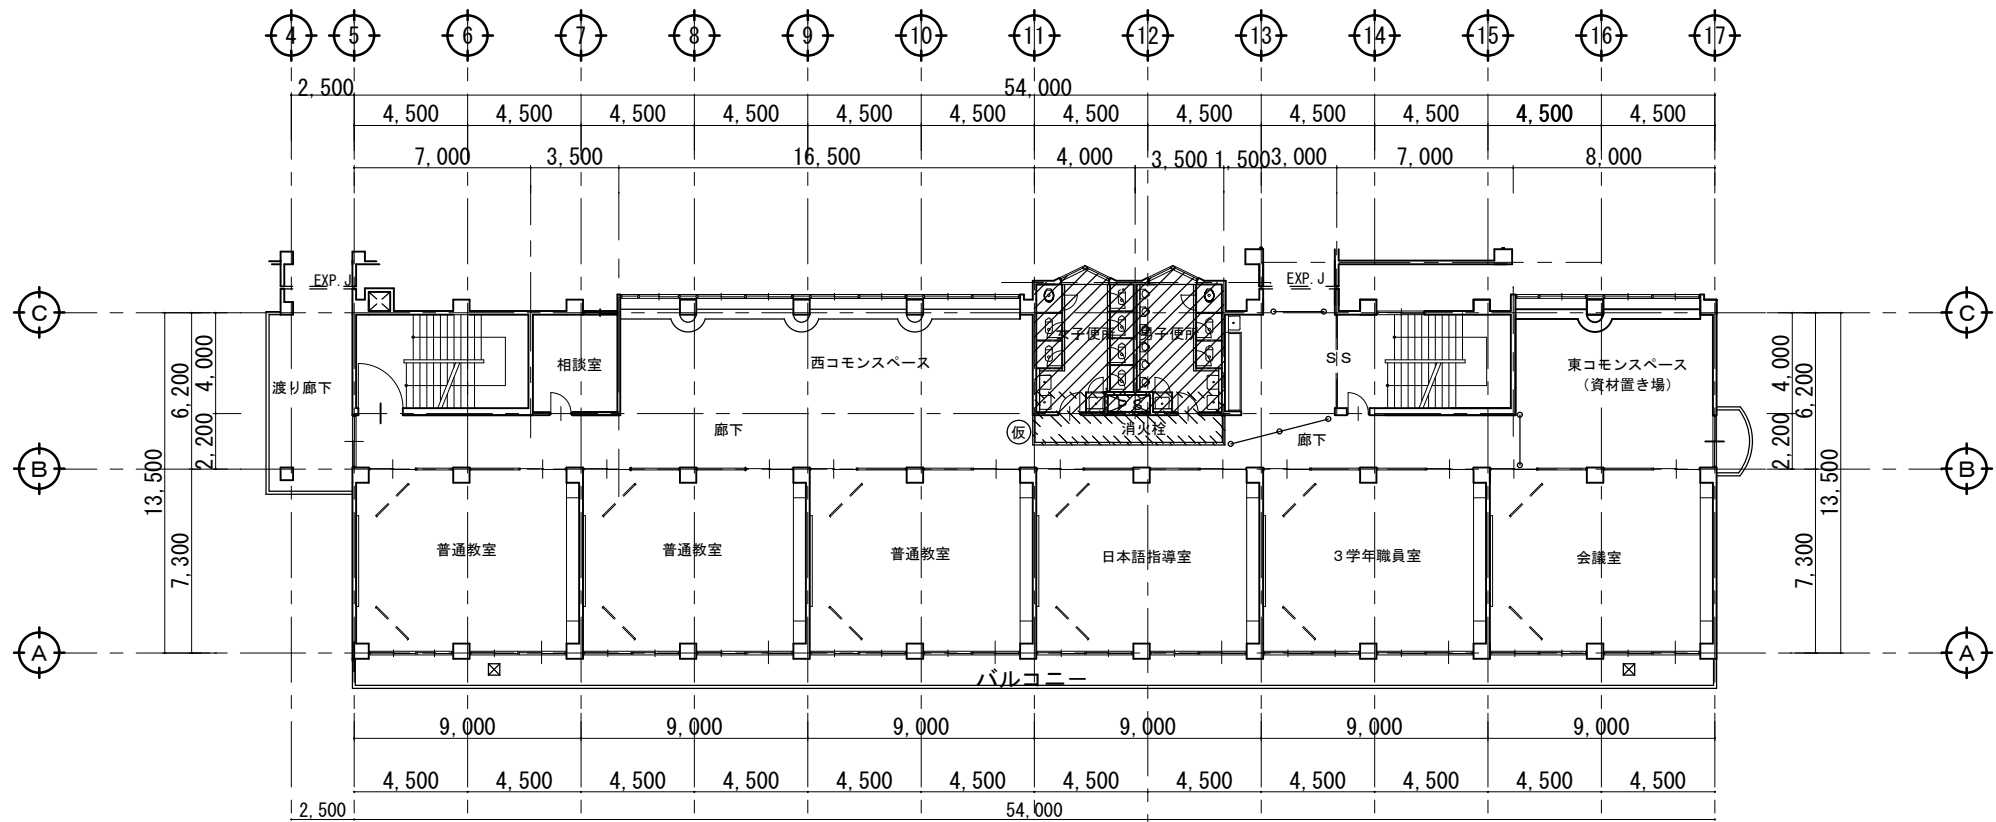 4 5 6 7 8 9 10 11 12 13 14 15 16 17
2,500 54,000
4,500 4,500 4,500 4,500 4,500 4,500 4,500 4,500 4,500 4,500 4,500 4,500
7,000 3,500 16,500 4,000 3,500 1,500 3,000 7,000 8,000
EXP.J EXP.J
C C
女子便所 男子便所
相談室 西コモンスペース SS 東コモンスペース
(資材置き場)
渡り廊下
PS
廊下 仮 消火栓 廊下
4,000 6,200 2,200 13,500 7,300
4,000 6,200 2,200 13,500 7,300
B B
普通教室 普通教室 普通教室 日本語指導室 3学年職員室 会議室
A A
バルコニー
9,000 9,000 9,000 9,000 9,000 9,000
4,500 4,500 4,500 4,500 4,500 4,500 4,500 4,500 4,500 4,500 4,500 4,500
2,500 54,000